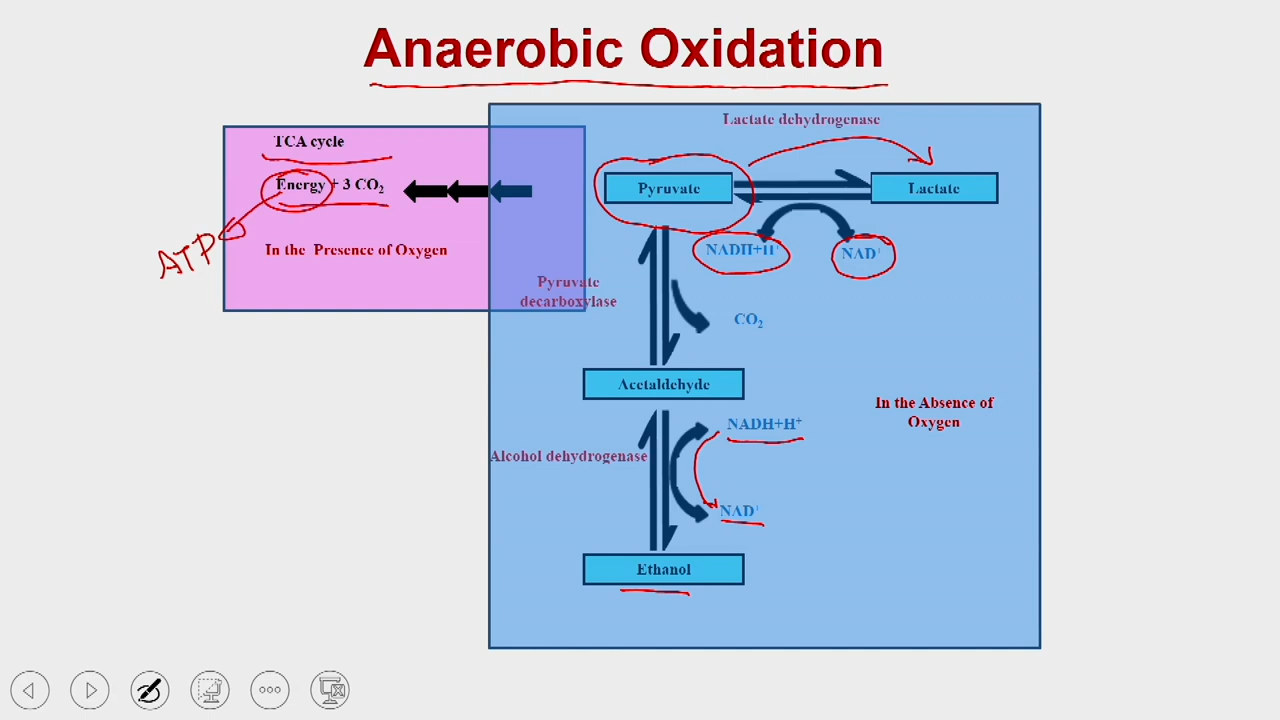 Anaerobic Oxidation
Lactate dehydrogenase
TCA cycle
Energy + 3 CO₂
In the Presence of Oxygen
ATP
Pyruvate
Lactate
NADH+H⁺
NAD⁺
Pyruvate
decarboxylase
CO₂
Acetaldehyde
In the Absence of
Oxygen
NADH+H⁺
Alcohol dehydrogenase
NAD⁺
Ethanol